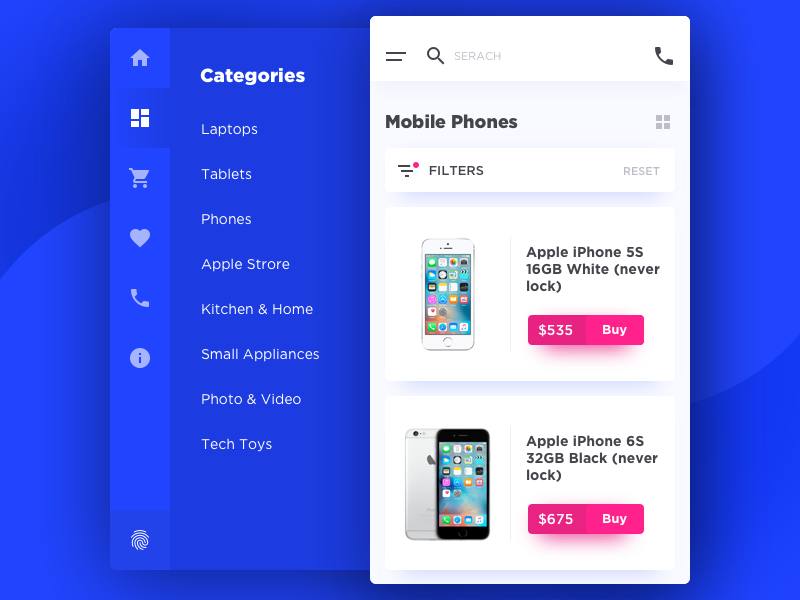 Categories
Laptops
Tablets
Phones
Apple Strore
Kitchen & Home
Small Appliances
Photo & Video
Tech Toys
SERACH
Mobile Phones
FILTERS
RESET
Apple iPhone 5S
16GB White (never
lock)
$535 Buy
Apple iPhone 6S
32GB Black (never
lock)
$675 Buy